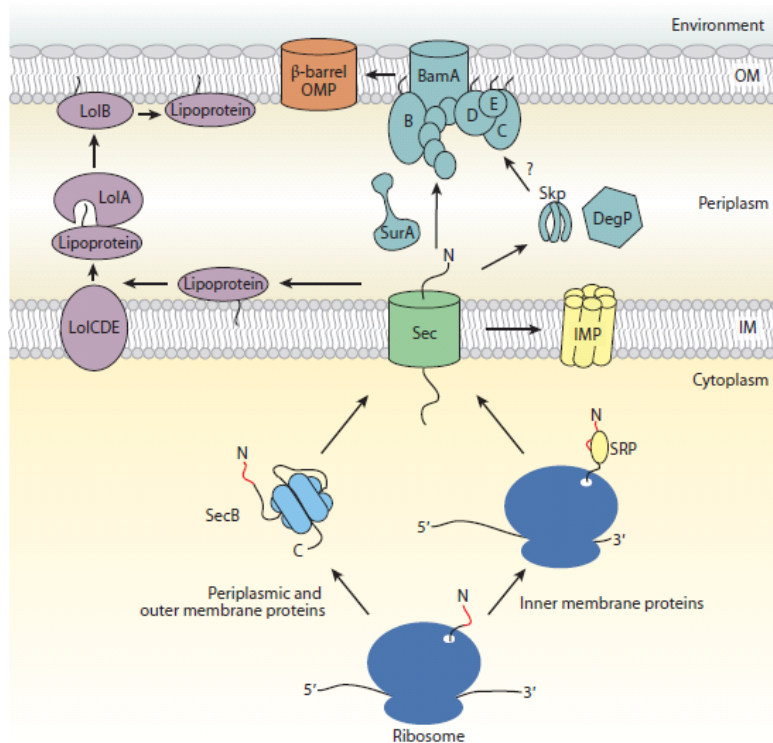 Environment
β-barrel
OMP
BamA
OM
LolB
Lipoprotein
B
D
E
C
?
LolA
Lipoprotein
SurA
Skp
DegP
Periplasm
N
Lipoprotein
LolCDE
Sec
IMP
IM
Cytoplasm
N
SRP
N
SecB
C
5′
3′
Periplasmic and
outer membrane proteins
N
Inner membrane proteins
5′
3′
Ribosome